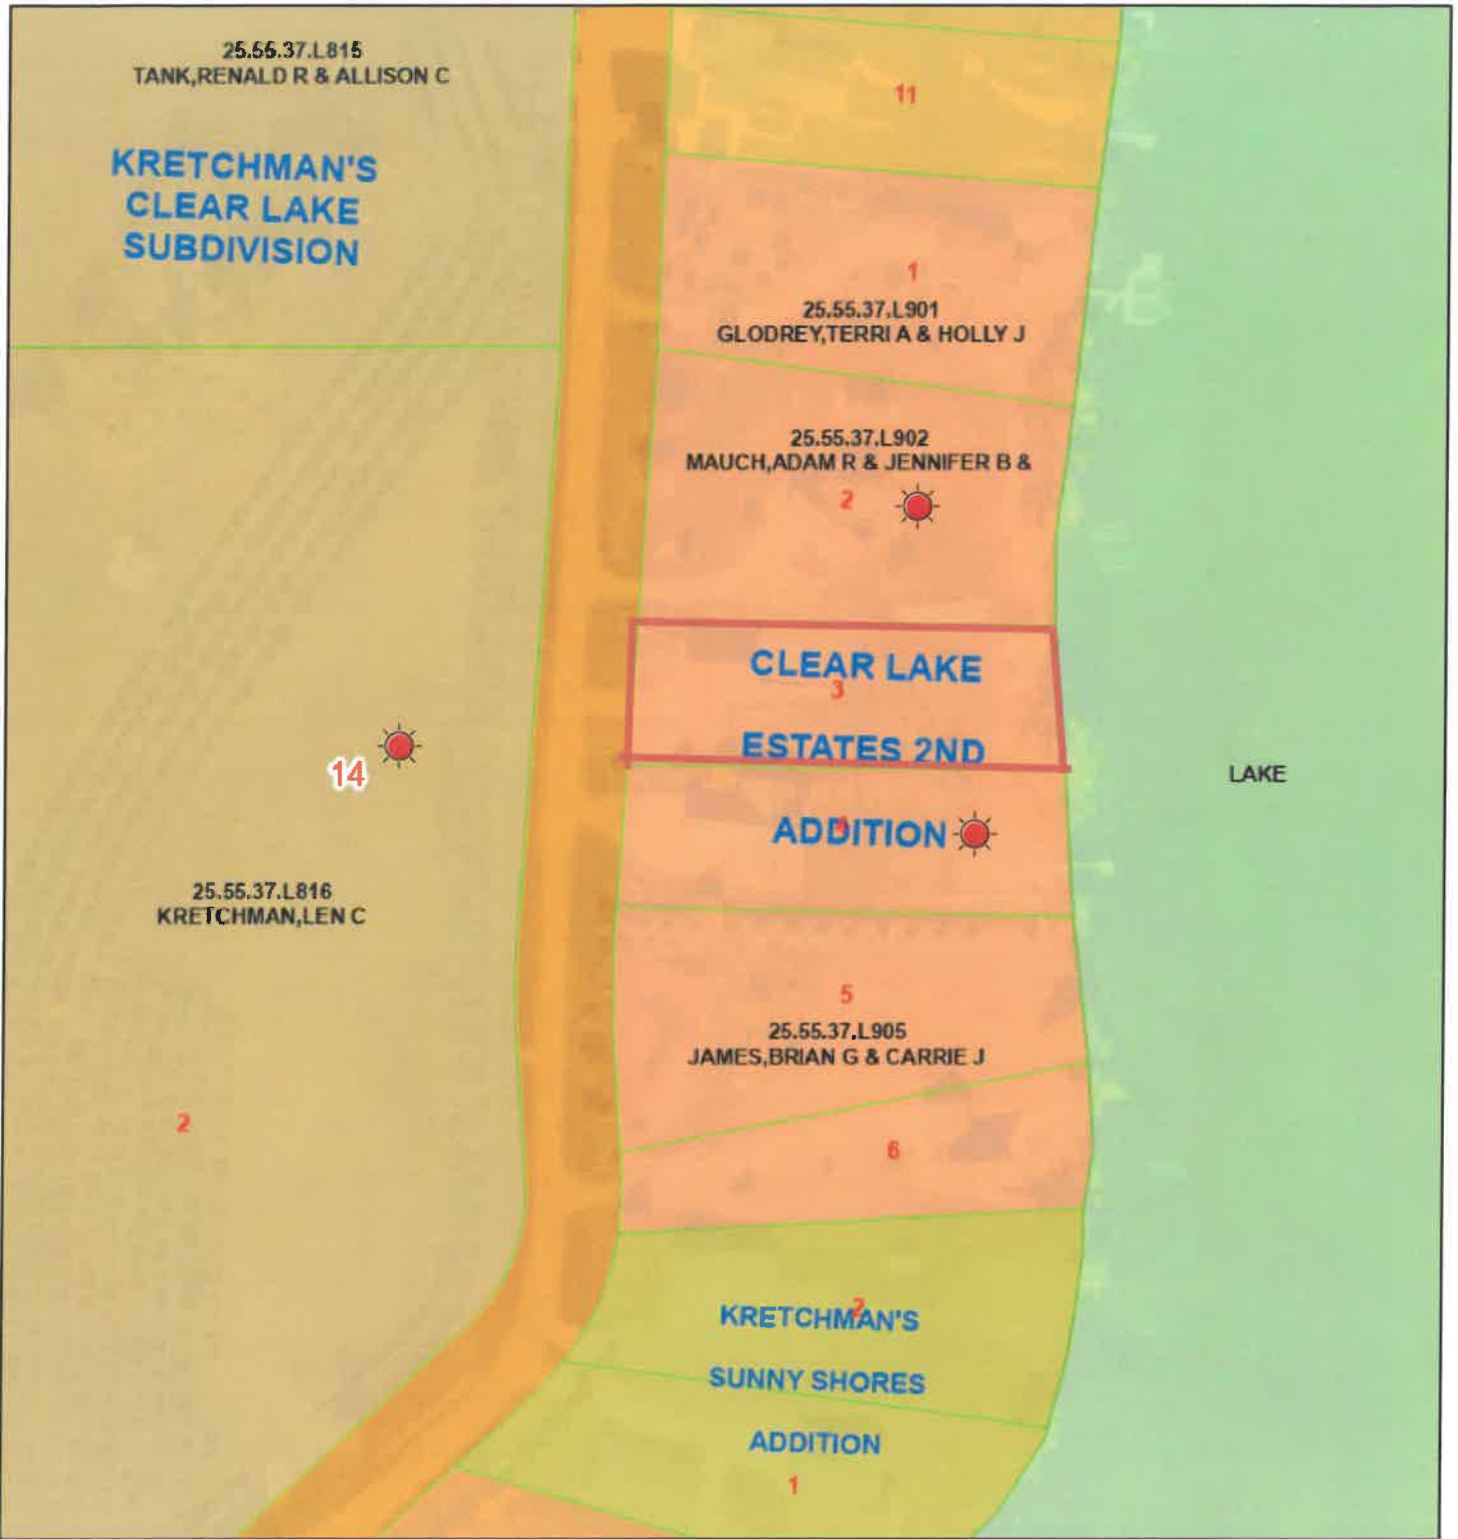 25.55.37.L815
TANK,RENALD R & ALLISON C
KRETCHMAN'S
CLEAR LAKE
SUBDIVISION
11
1
25.55.37.L901
GLODREY,TERRI A & HOLLY J
25.55.37.L902
MAUCH,ADAM R & JENNIFER B &
2
CLEAR LAKE
3
ESTATES 2ND
14
LAKE
ADDITION
4
25.55.37.L816
KRETCHMAN,LEN C
5
25.55.37.L905
JAMES,BRIAN G & CARRIE J
2
6
2
KRETCHMAN'S
SUNNY SHORES
ADDITION
1